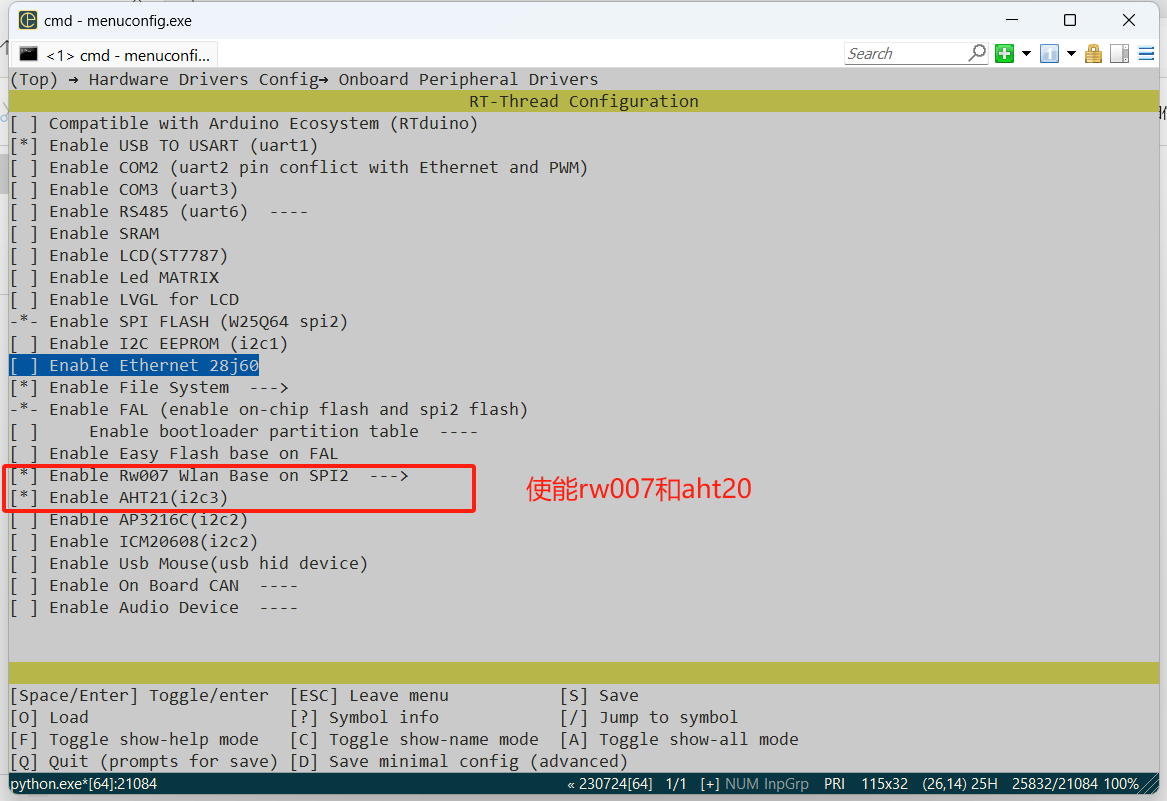 cmd - menuconfig.exe
<1> cmd - menuconfi...
Search
(Top) → Hardware Drivers Config→ Onboard Peripheral Drivers
RT-Thread Configuration
[ ] Compatible with Arduino Ecosystem (RTduino)
[*] Enable USB TO USART (uart1)
[ ] Enable COM2 (uart2 pin conflict with Ethernet and PWM)
[ ] Enable COM3 (uart3)
[ ] Enable RS485 (uart6)  ----
[ ] Enable SRAM
[ ] Enable LCD(ST7787)
[ ] Enable Led MATRIX
[ ] Enable LVGL for LCD
-*- Enable SPI FLASH (W25Q64 spi2)
[ ] Enable I2C EEPROM (i2c1)
[ ] Enable Ethernet 28j60
[*] Enable File System  --->
-*- Enable FAL (enable on-chip flash and spi2 flash)
[ ]     Enable bootloader partition table  ----
[ ] Enable Easy Flash base on FAL
[*] Enable Rw007 Wlan Base on SPI2  --->
[*] Enable AHT21(i2c3)
使能rw007和aht20
[ ] Enable AP3216C(i2c2)
[ ] Enable ICM20608(i2c2)
[ ] Enable Usb Mouse(usb hid device)
[ ] Enable On Board CAN  ----
[ ] Enable Audio Device  ----
[Space/Enter] Toggle/enter  [ESC] Leave menu  [S] Save
[O] Load  [?] Symbol info  [/] Jump to symbol
[F] Toggle show-help mode  [C] Toggle show-name mode  [A] Toggle show-all mode
[Q] Quit (prompts for save) [D] Save minimal config (advanced)
python.exe*[64]:21084  « 230724[64]  1/1  [+] NUM InpGrp  PRI  115x32  (26,14) 25H  25832/21084 100%